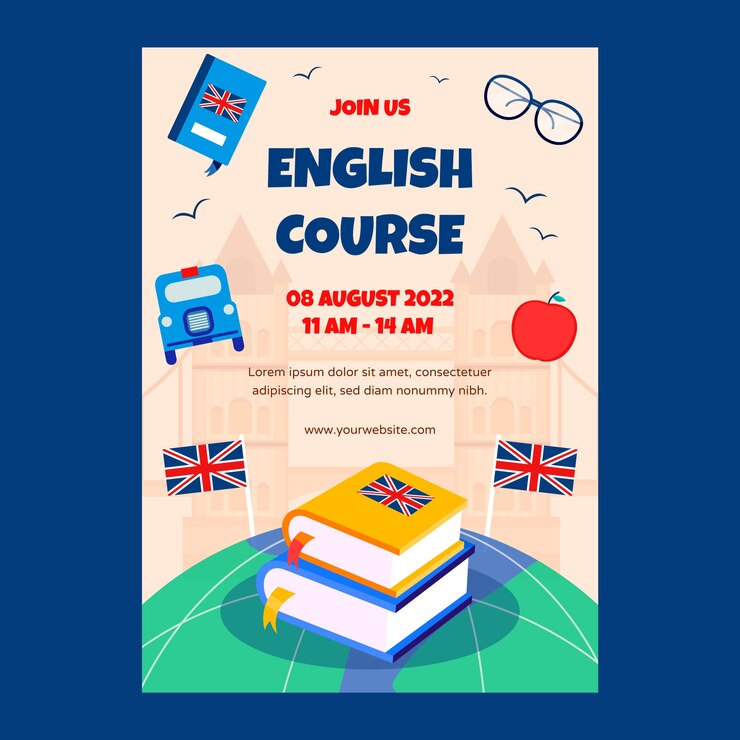 JOIN US
ENGLISH
COURSE
08 AUGUST 2022
11 AM - 14 AM
Lorem ipsum dolor sit amet, consectetuer
adipiscing elit, sed diam nonummy nibh.
www.yourwebsite.com